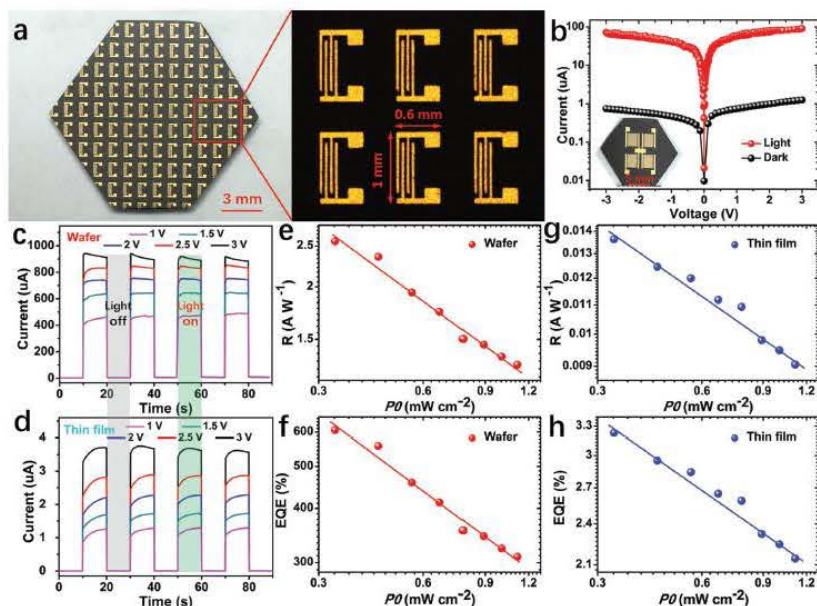 a
3 mm
0.6 mm
1 mm
b
Current (uA)
100
10
1
0.1
0.01
Light
Dark
3 mm
-3 -2 -1 0 1 2 3
Voltage (V)
c
Wafer
1 V 1.5 V
2 V 2.5 V 3 V
Current (uA)
1000
800
600
400
200
0
Light off
Light on
0 20 40 60 80
Time (s)
d
Thin film
1 V 1.5 V
2 V 2.5 V 3 V
Current (uA)
4
3
2
1
0
0 20 40 60 80
Time (s)
e
Wafer
R (A W⁻¹)
2.5
1.5
0.3 0.6 0.9 1.2
P0 (mW cm⁻²)
f
Wafer
EQE (%)
600
500
400
300
0.3 0.6 0.9 1.2
P0 (mW cm⁻²)
g
Thin film
R (A W⁻¹)
0.014
0.012
0.01
0.009
0.3 0.6 0.9 1.2
P0 (mW cm⁻²)
h
Thin film
EQE (%)
3.3
3
2.7
2.4
2.1
0.3 0.6 0.9 1.2
P0 (mW cm⁻²)